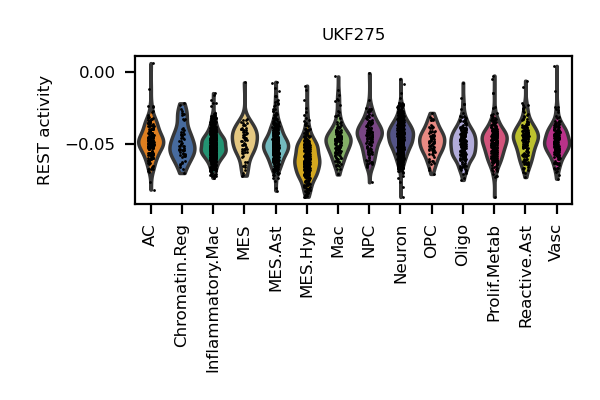 UKF275
REST activity
0.00
−0.05
AC
Chromatin.Reg
Inflammatory.Mac
MES
MES.Ast
MES.Hyp
Mac
NPC
Neuron
OPC
Oligo
Prolif.Metab
Reactive.Ast
Vasc